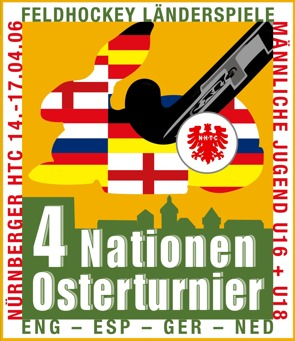 FELDHOCKEY LÄNDERSPIELE
NÜRNBERGER HTC 14.-17.04.06
MÄNNLICHE JUGEND U16 + U18
N·H·T·C
4 Nationen
Osterturnier
ENG – ESP – GER – NED